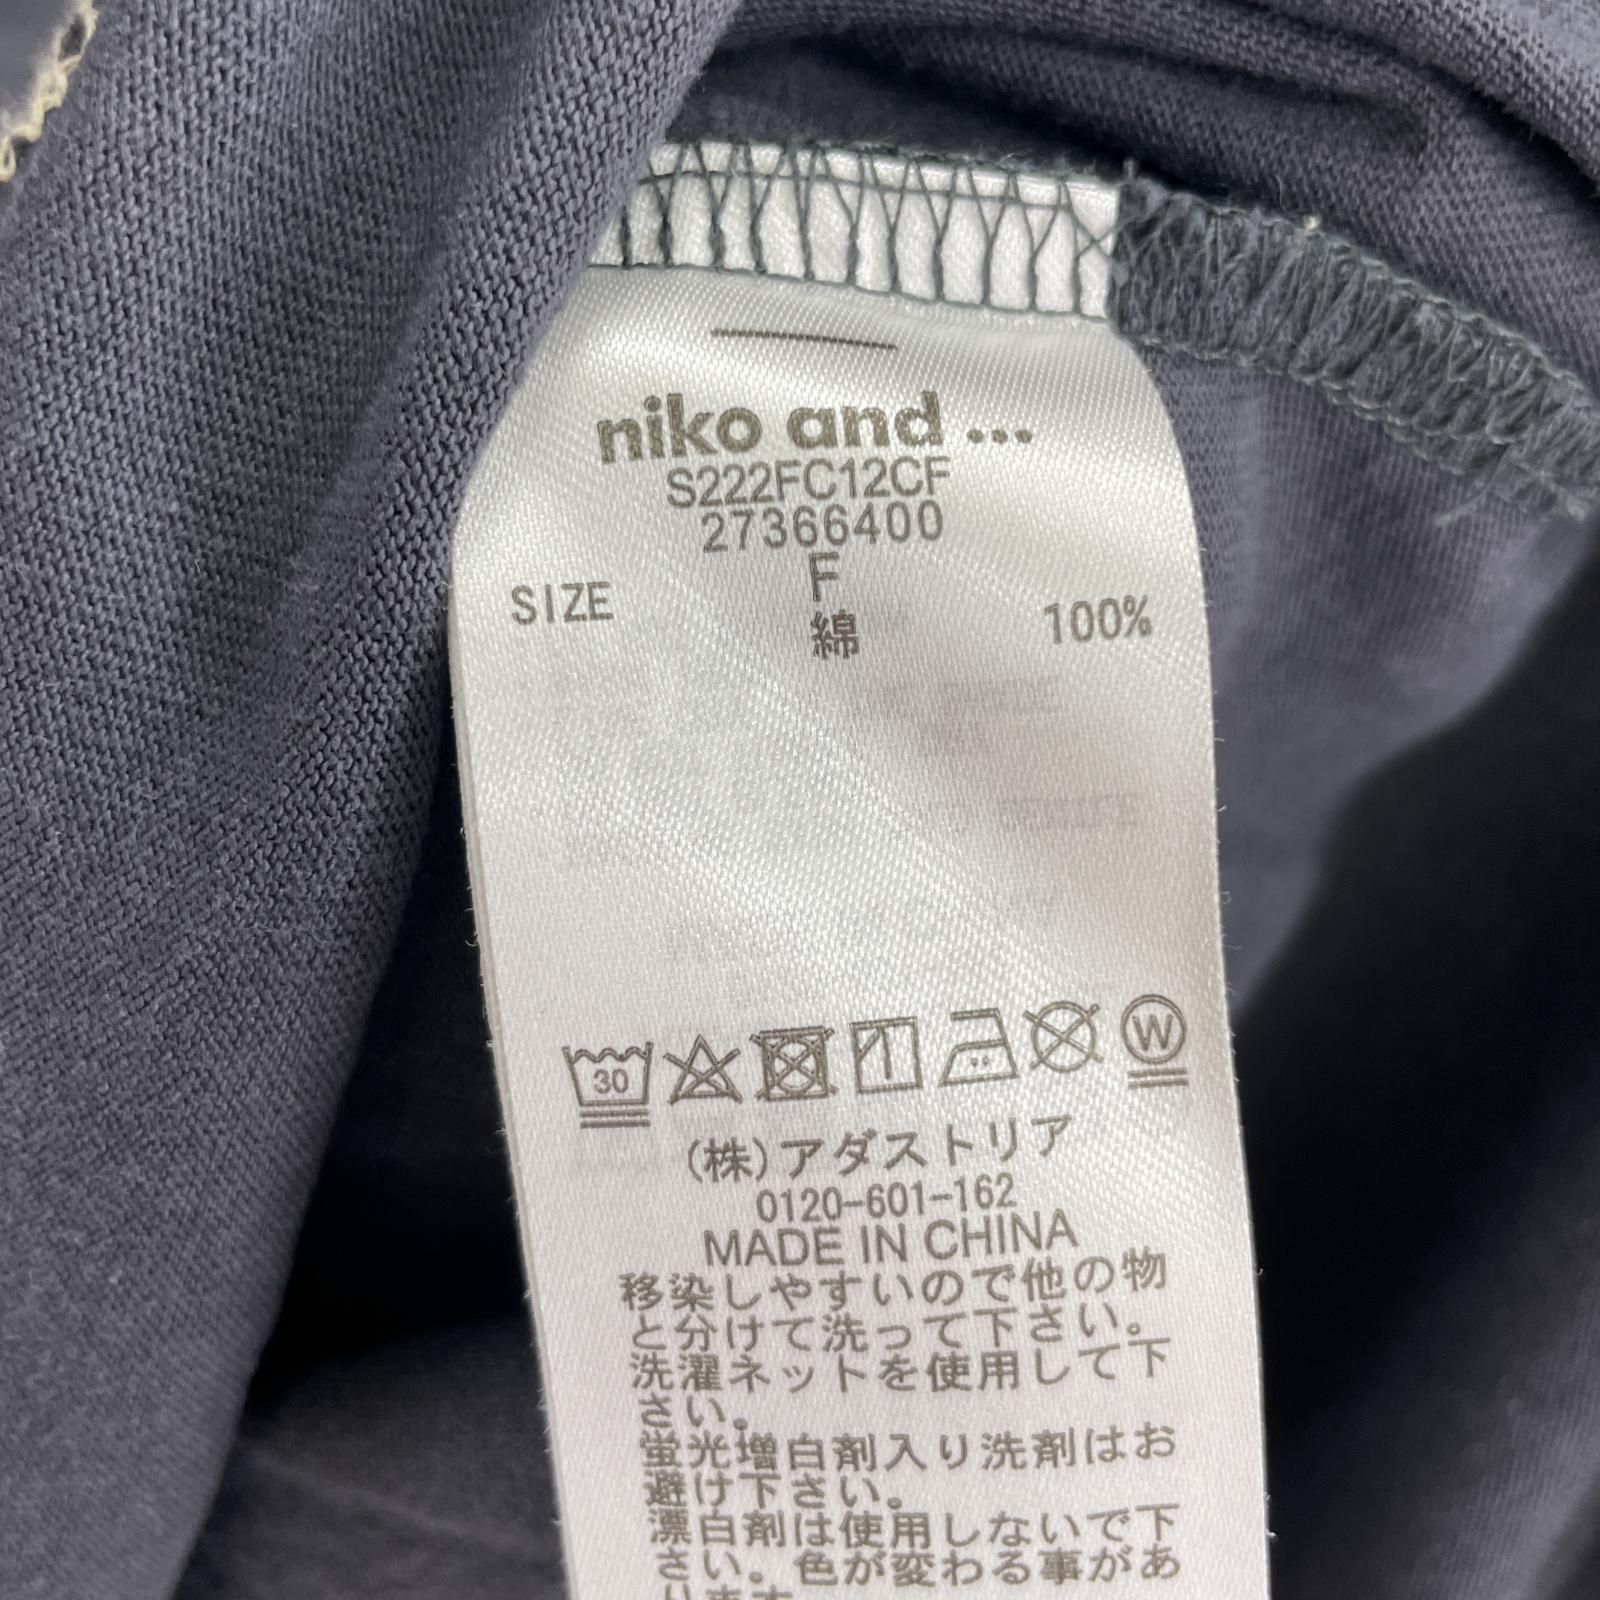 niko and ...
S222FC12CF
27366400
SIZE F
綿 100%
30 W
(株)アダストリア
0120-601-162
MADE IN CHINA
移染しやすいので他の物
と分けて洗って下さい。
洗濯ネットを使用して下
さい。
蛍光増白剤入り洗剤はお
避け下さい。
漂白剤は使用しないで下
さい。色が変わる事があ